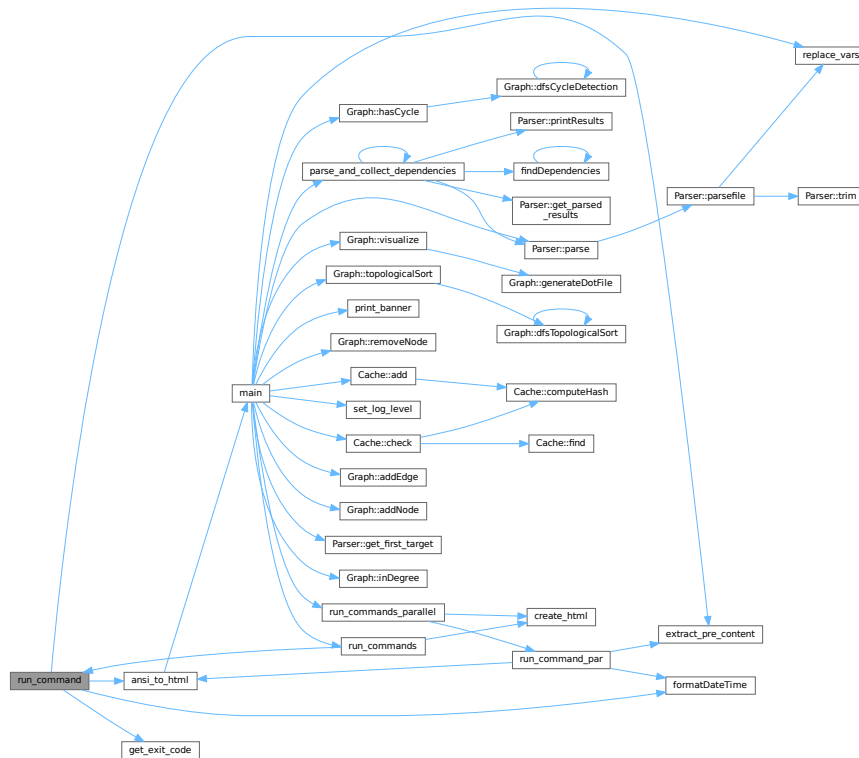 replace_vars
Graph::dfsCycleDetection
Graph::hasCycle
Parser::printResults
parse_and_collect_dependencies
findDependencies
Parser::parsefile
Parser::trim
Parser::get_parsed
_results
Graph::visualize
Parser::parse
Graph::topologicalSort
Graph::generateDotFile
print_banner
Graph::dfsTopologicalSort
Graph::removeNode
Cache::add
main
Cache::computeHash
set_log_level
Cache::check
Cache::find
Graph::addEdge
Graph::addNode
Parser::get_first_target
Graph::inDegree
run_commands_parallel
create_html
extract_pre_content
run_commands
run_command_par
run_command
ansi_to_html
formatDateTime
get_exit_code